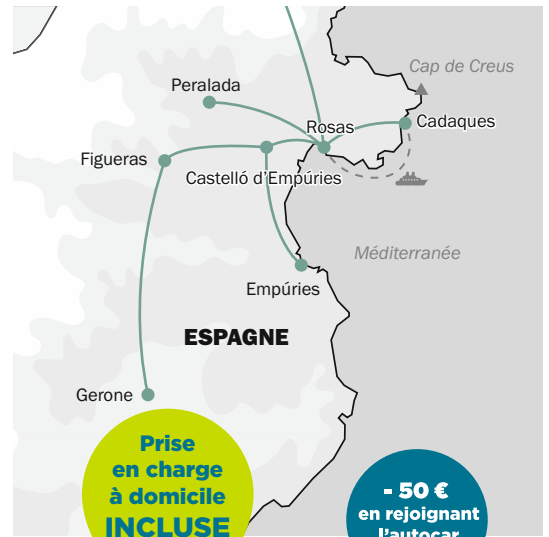 Cap de Creus
Peralada
Rosas
Cadaques
Figueras
Castelló d'Empúries
Méditerranée
Empúries
ESPAGNE
Gerone
Prise
en charge
à domicile
INCLUSE
- 50 €
en rejoignant
l'autocar